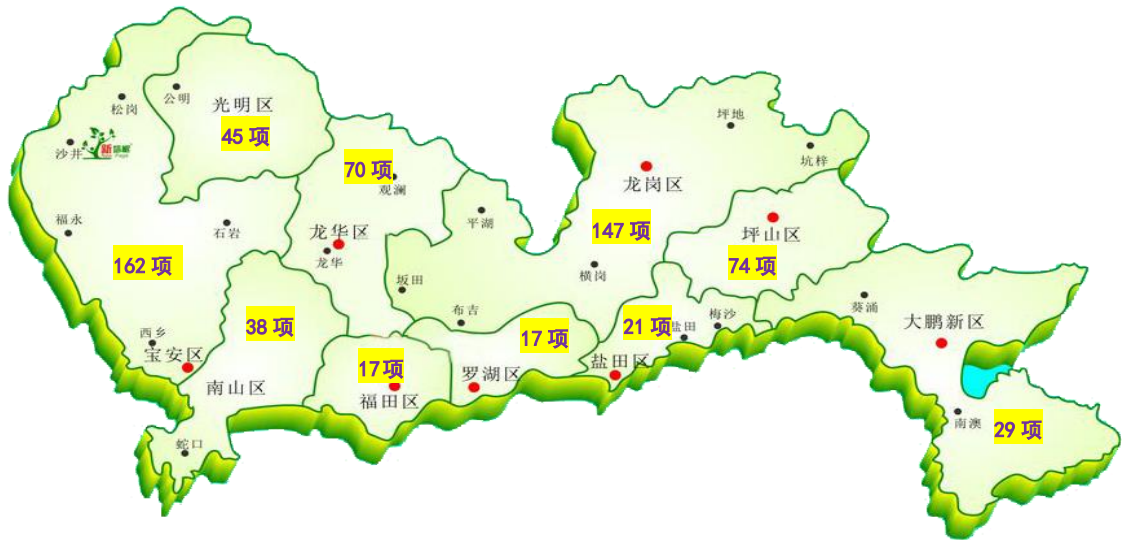 松岗
公明
光明区
45 项
沙井
新
坪地
坑梓
70 项
观澜
龙岗区
福永
石岩
平湖
147 项
坪山区
龙华区
龙华
162 项
横岗
74 项
坂田
葵涌
布吉
38 项
17 项
21 项
梅沙
盐田
大鹏新区
西乡
宝安区
17项
罗湖区
盐田区
南山区
福田区
南澳
29 项
蛇口